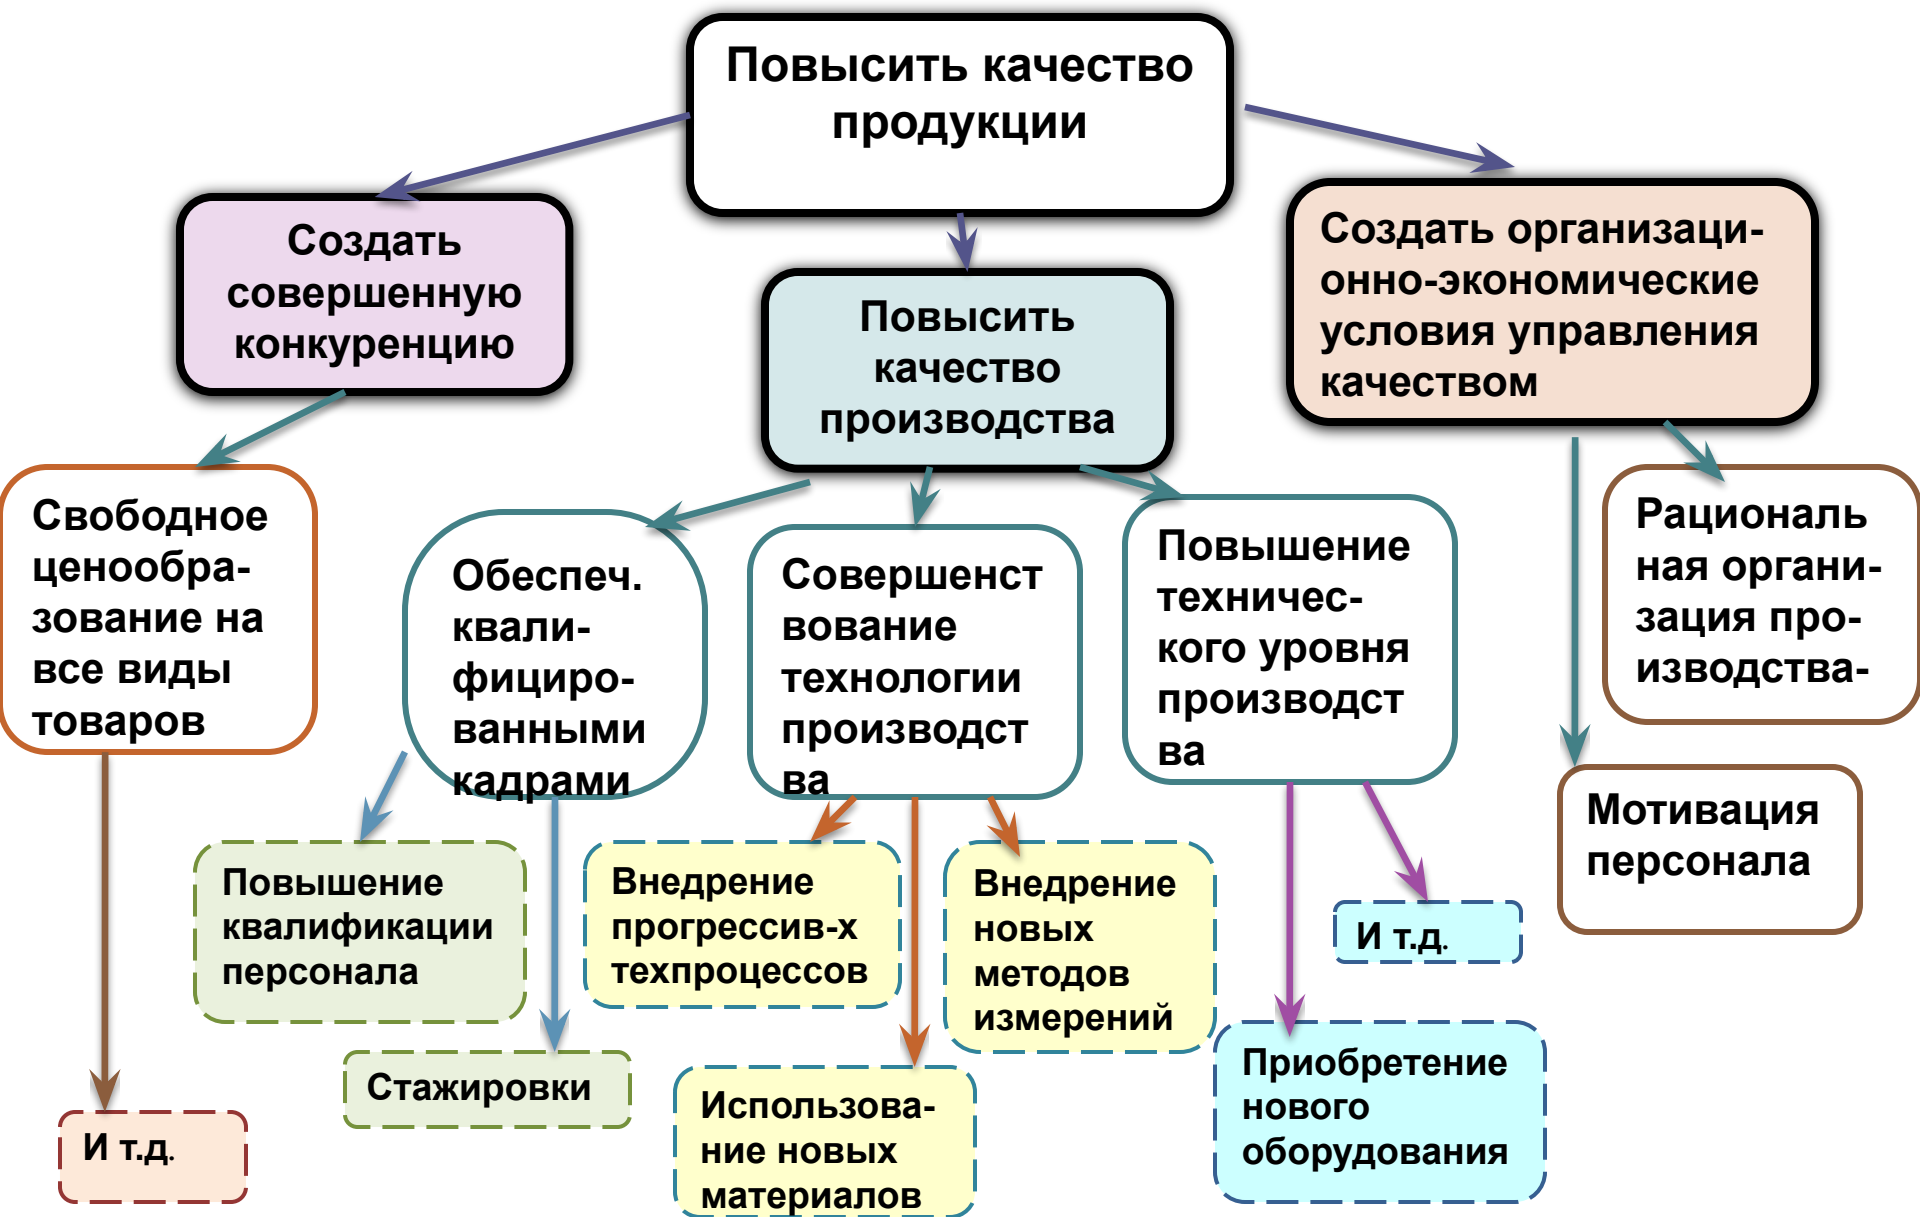 Повысить качество
продукции
Создать
совершенную
конкуренцию
Повысить
качество
производства
Создать организаци-
онно-экономические
условия управления
качеством
Свободное
ценообра-
зование на
все виды
товаров
Обеспеч.
квали-
фициро-
ванными
кадрами
Совершенст
вование
технологии
производст
ва
Повышение
техничес-
кого уровня
производст
ва
Рациональ
ная органи-
зация про-
изводства-
Мотивация
персонала
Повышение
квалификации
персонала
Стажировки
Внедрение
прогрессив-х
техпроцессов
Использова-
ние новых
материалов
Внедрение
новых
методов
измерений
И т.д.
Приобретение
нового
оборудования
И т.д.